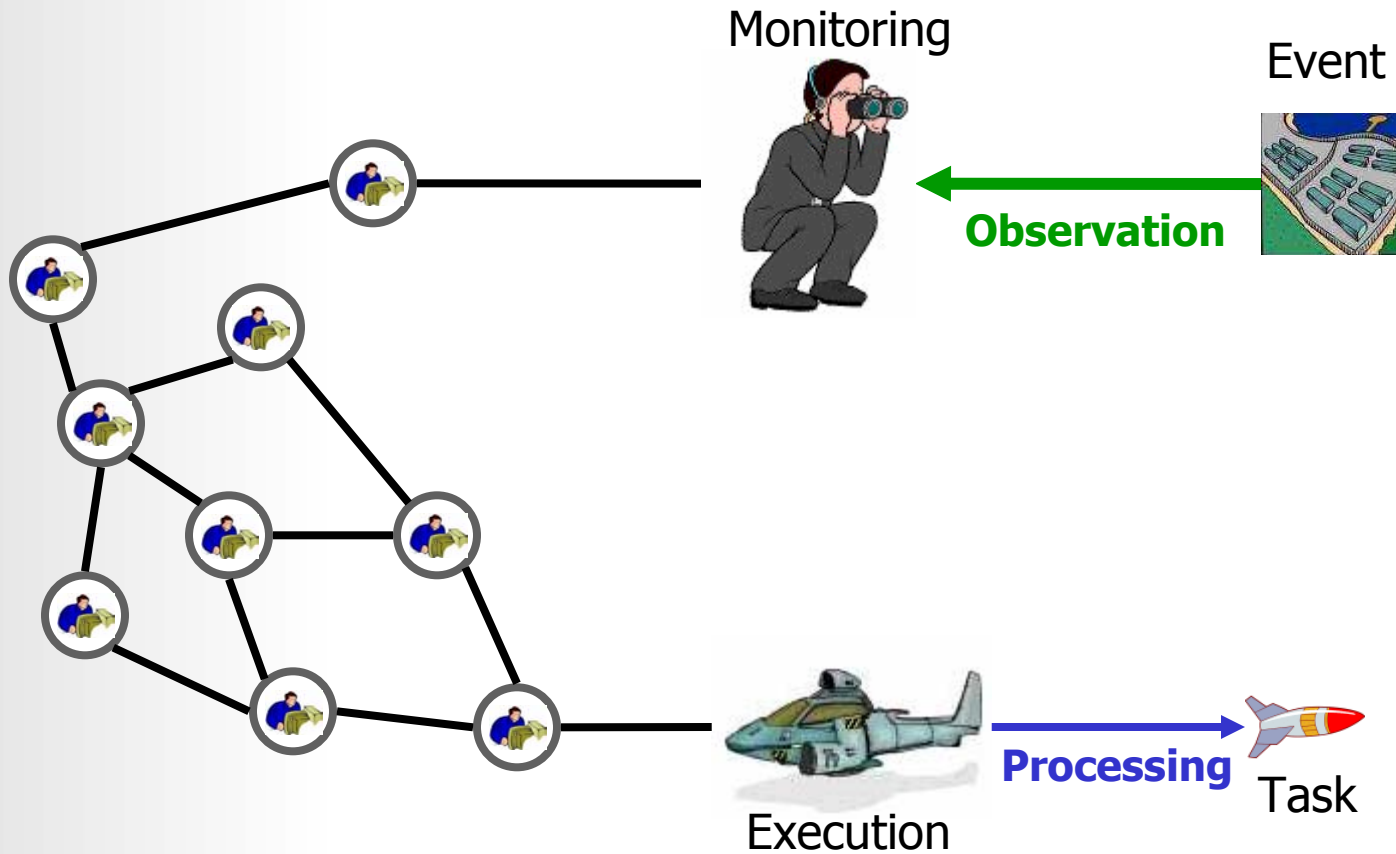 Monitoring
Event
Observation
Processing
Task
Execution